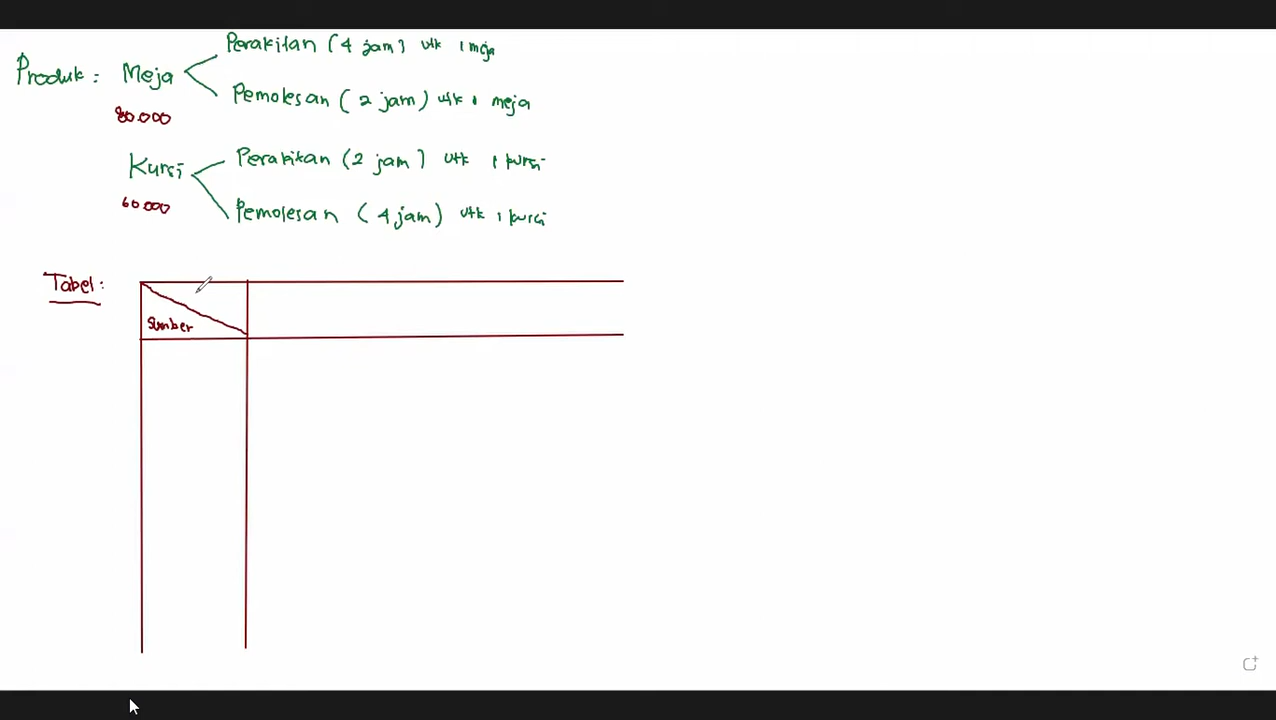 Perakitan (4 jam) utk 1 meja
Produk : Meja
Pemolesan (2 jam) utk 1 meja
80.000
Perakitan (2 jam) utk 1 kursi
Kursi
60.000
Pemolesan (4 jam) utk 1 kursi
Tabel :
Sumber